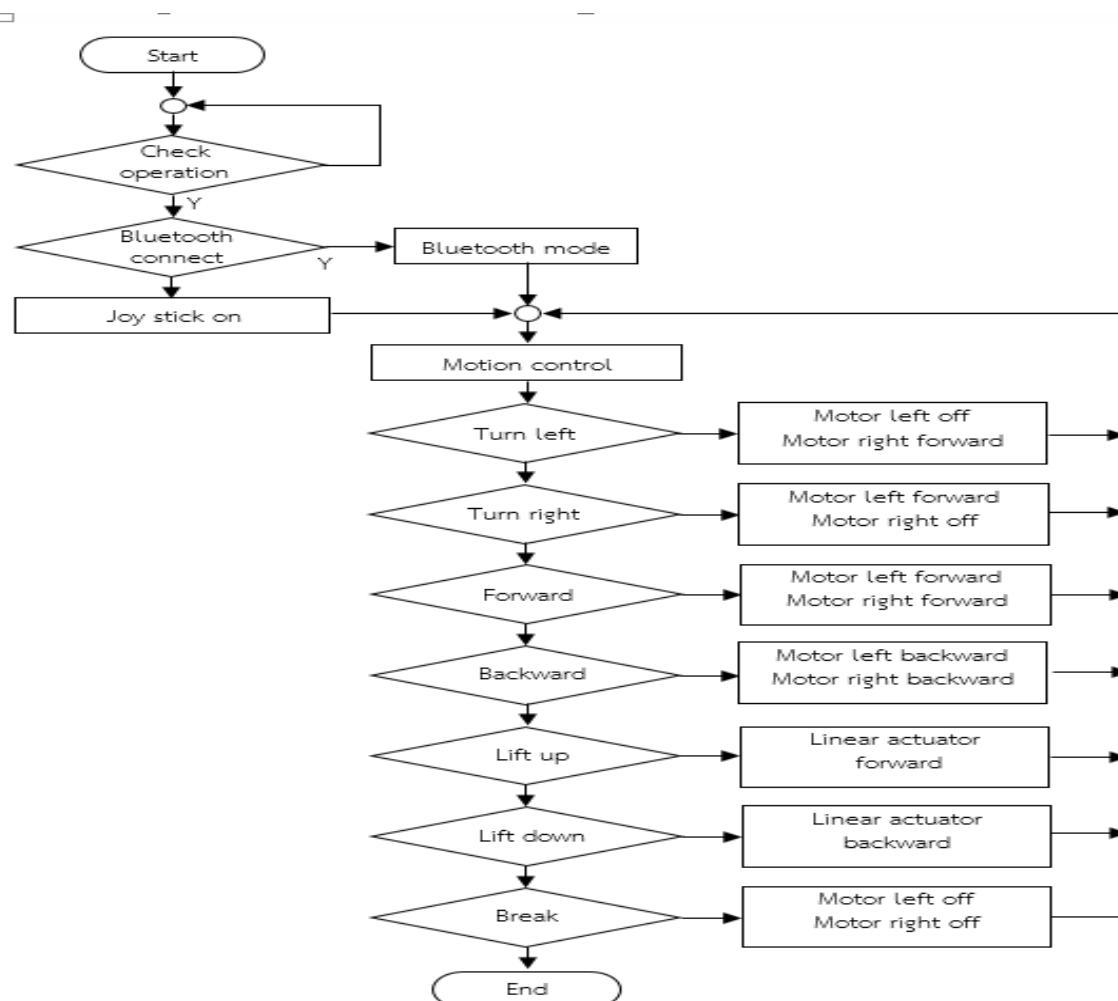 Start
Check
operation
Y
Bluetooth
connect
Y
Bluetooth mode
Joy stick on
Motion control
Turn left
Motor left off
Motor right forward
Turn right
Motor left forward
Motor right off
Forward
Motor left forward
Motor right forward
Backward
Motor left backward
Motor right backward
Lift up
Linear actuator
forward
Lift down
Linear actuator
backward
Break
Motor left off
Motor right off
End